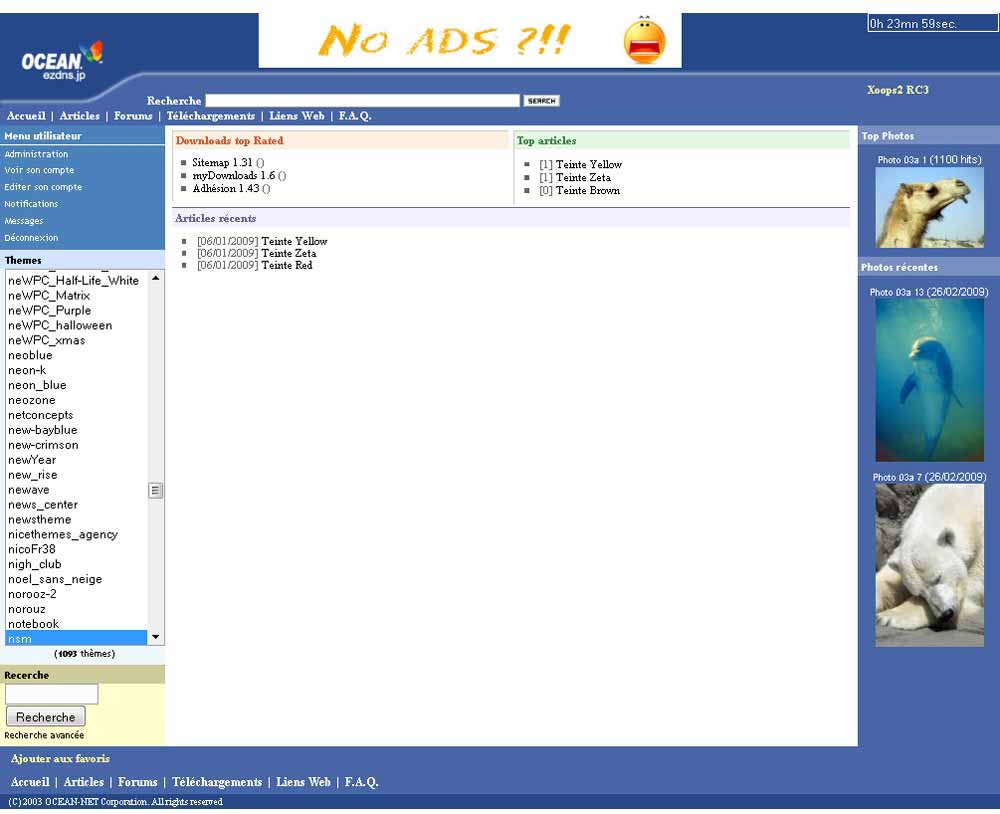 No ADS ?!!
0h 23mn 59sec.
OCEAN.
ezdns.jp
Xoops2 RC3
Recherche
SEARCH
Accueil | Articles | Forums | Téléchargements | Liens Web | F.A.Q.
Menu utilisateur
Administration
Voir son compte
Editer son compte
Notifications
Messages
Déconnexion
Themes
neWPC_Half-Life_White
neWPC_Matrix
neWPC_Purple
neWPC_halloween
neWPC_xmas
neoblue
neon-k
neon_blue
neozone
netconcepts
new-bayblue
new-crimson
newYear
new_rise
newave
news_center
newstheme
nicethemes_agency
nicoFr38
nigh_club
noel_sans_neige
norooz-2
norouz
notebook
nsm
(1093 thèmes)
Recerche
Recherche
Recherche avancée
Downloads top Rated
Sitemap 1.31 ()
myDownloads 1.6 ()
Adhésion 1.43 ()
Top articles
[1] Teinte Yellow
[1] Teinte Zeta
[0] Teinte Brown
Articles récents
[06/01/2009] Teinte Yellow
[06/01/2009] Teinte Zeta
[06/01/2009] Teinte Red
Top Photos
Photo 03a 1 (1100 hits)
Photos récentes
Photo 03a 13 (26/02/2009)
Photo 03a 7 (26/02/2009)
Ajouter aux favoris
Accueil | Articles | Forums | Téléchargements | Liens Web | F.A.Q.
(C) 2003 OCEAN-NET Corporation. All rights reserved